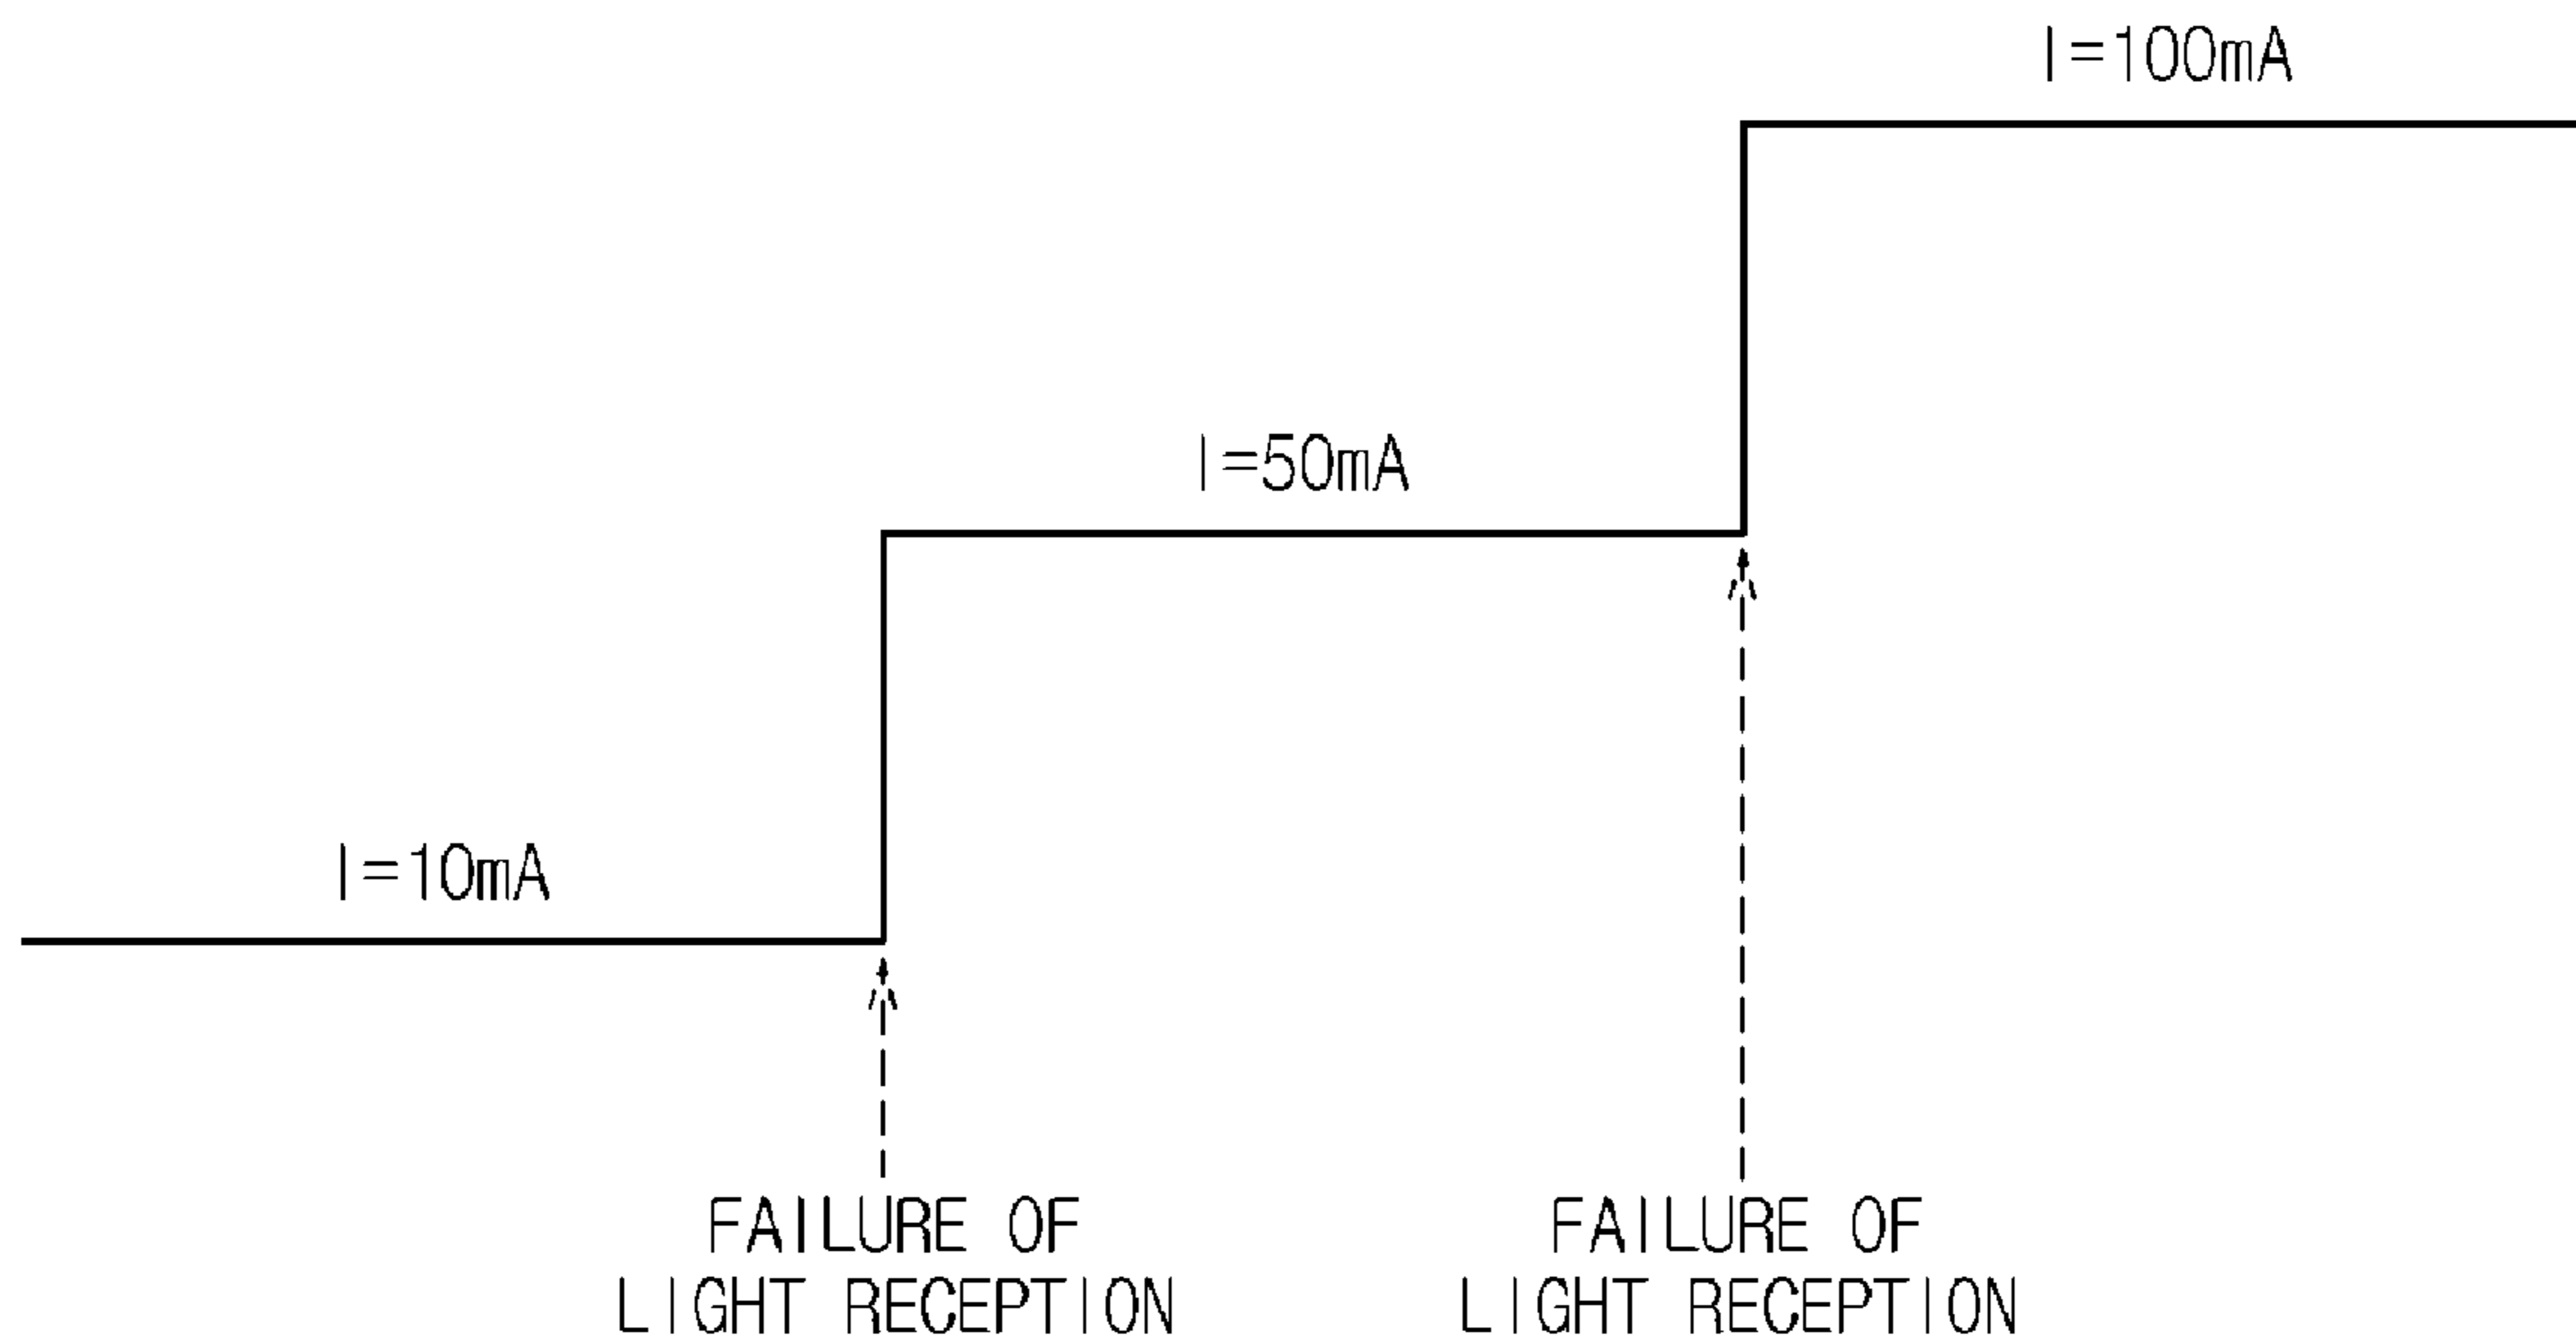 I=100mA
I=50mA
I=10mA
FAILURE OF
LIGHT RECEPTION
FAILURE OF
LIGHT RECEPTION